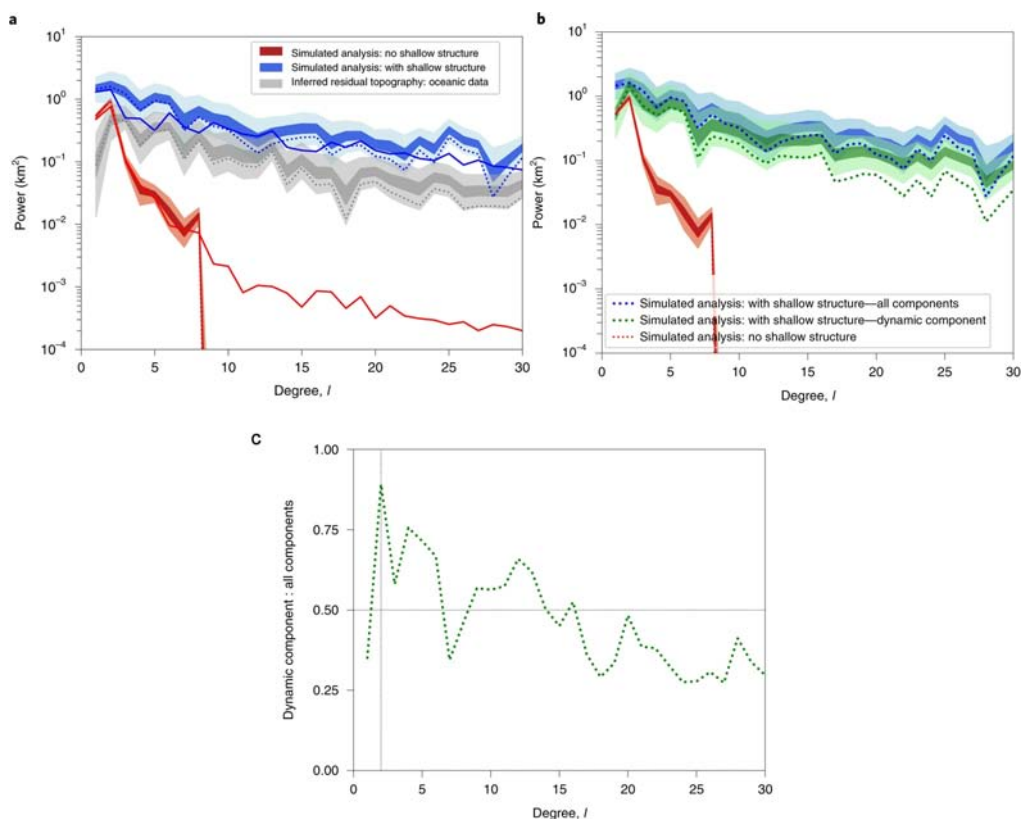 a
10¹
10⁰
10⁻¹
10⁻²
10⁻³
10⁻⁴
Power (km²)
0
5
10
15
20
25
30
Degree, l
Simulated analysis: no shallow structure
Simulated analysis: with shallow structure
Inferred residual topography: oceanic data
b
10¹
10⁰
10⁻¹
10⁻²
10⁻³
10⁻⁴
Power (km²)
Simulated analysis: with shallow structure—all components
Simulated analysis: with shallow structure—dynamic component
Simulated analysis: no shallow structure
0
5
10
15
20
25
30
Degree, l
C
1.00
0.75
0.50
0.25
0.00
Dynamic component : all components
0
5
10
15
20
25
30
Degree, l